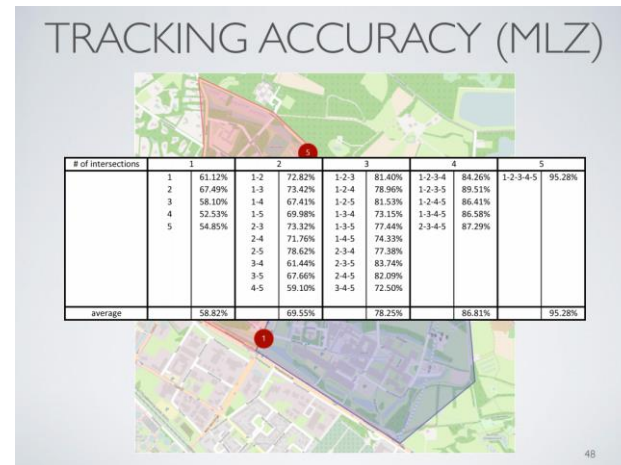 TRACKING ACCURACY (MLZ)
5
# of intersections 1 2 3 4 5
1 61.12% 1-2 72.82% 1-2-3 81.40% 1-2-3-4 84.26% 1-2-3-4-5 95.28%
2 67.49% 1-3 73.42% 1-2-4 78.96% 1-2-3-5 89.51%
3 58.10% 1-4 67.41% 1-2-5 81.53% 1-2-4-5 86.41%
4 52.53% 1-5 69.98% 1-3-4 73.15% 1-3-4-5 86.58%
5 54.85% 2-3 73.32% 1-3-5 77.44% 2-3-4-5 87.29%
2-4 71.76% 1-4-5 74.33%
2-5 78.62% 2-3-4 77.38%
3-4 61.44% 2-3-5 83.74%
3-5 67.66% 2-4-5 82.09%
4-5 59.10% 3-4-5 72.50%
average 58.82% 69.55% 78.25% 86.81% 95.28%
1
48